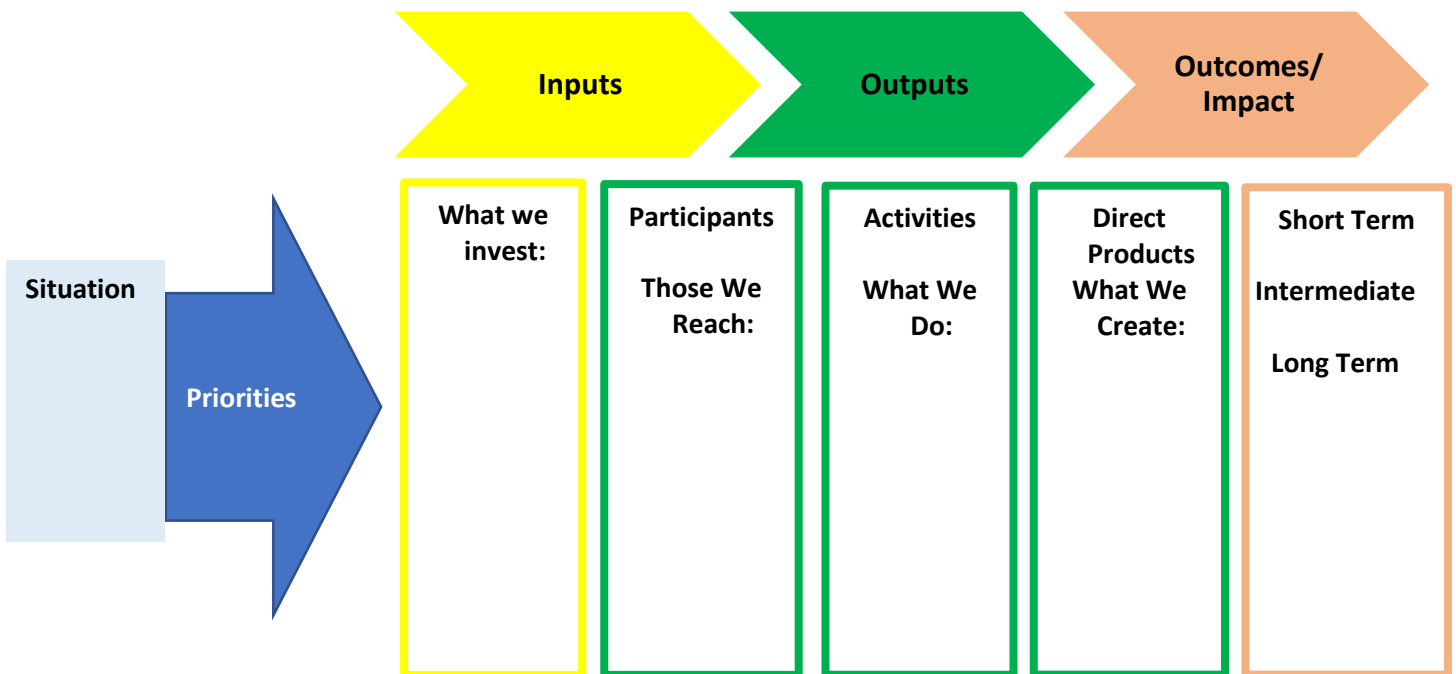 Inputs
Outputs
Outcomes/
Impact
Situation
Priorities
What we
invest:
Participants
Those We
Reach:
Activities
What We
Do:
Direct
Products
What We
Create:
Short Term
Intermediate
Long Term